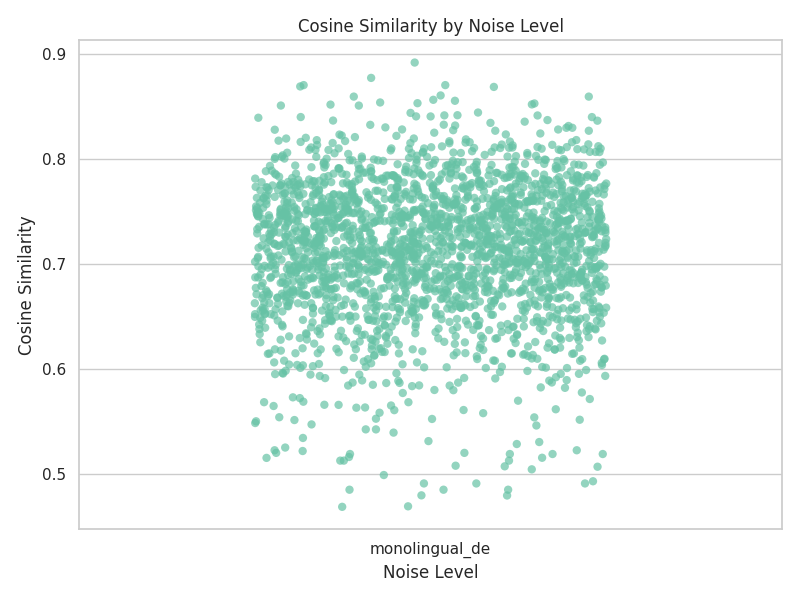 Cosine Similarity by Noise Level
0.9
0.8
0.7
0.6
0.5
Cosine Similarity
monolingual_de
Noise Level